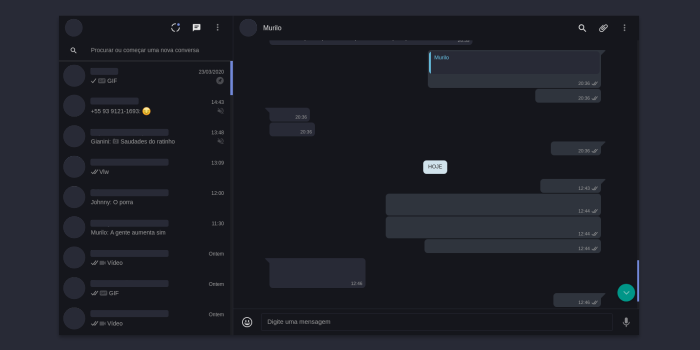 Murilo
Procurar ou começar uma nova conversa
23/03/2020
GIF
14:43
+55 93 9121-1693:
13:48
Gianini: Saudades do ratinho
13:09
Vlw
12:00
Johnny: O porra
11:30
Murilo: A gente aumenta sim
Ontem
Vídeo
Ontem
GIF
Ontem
Vídeo
Murilo
20:36
20:36
20:36
20:36
20:36
HOJE
12:43
12:44
12:44
12:44
12:46
12:46
Digite uma mensagem